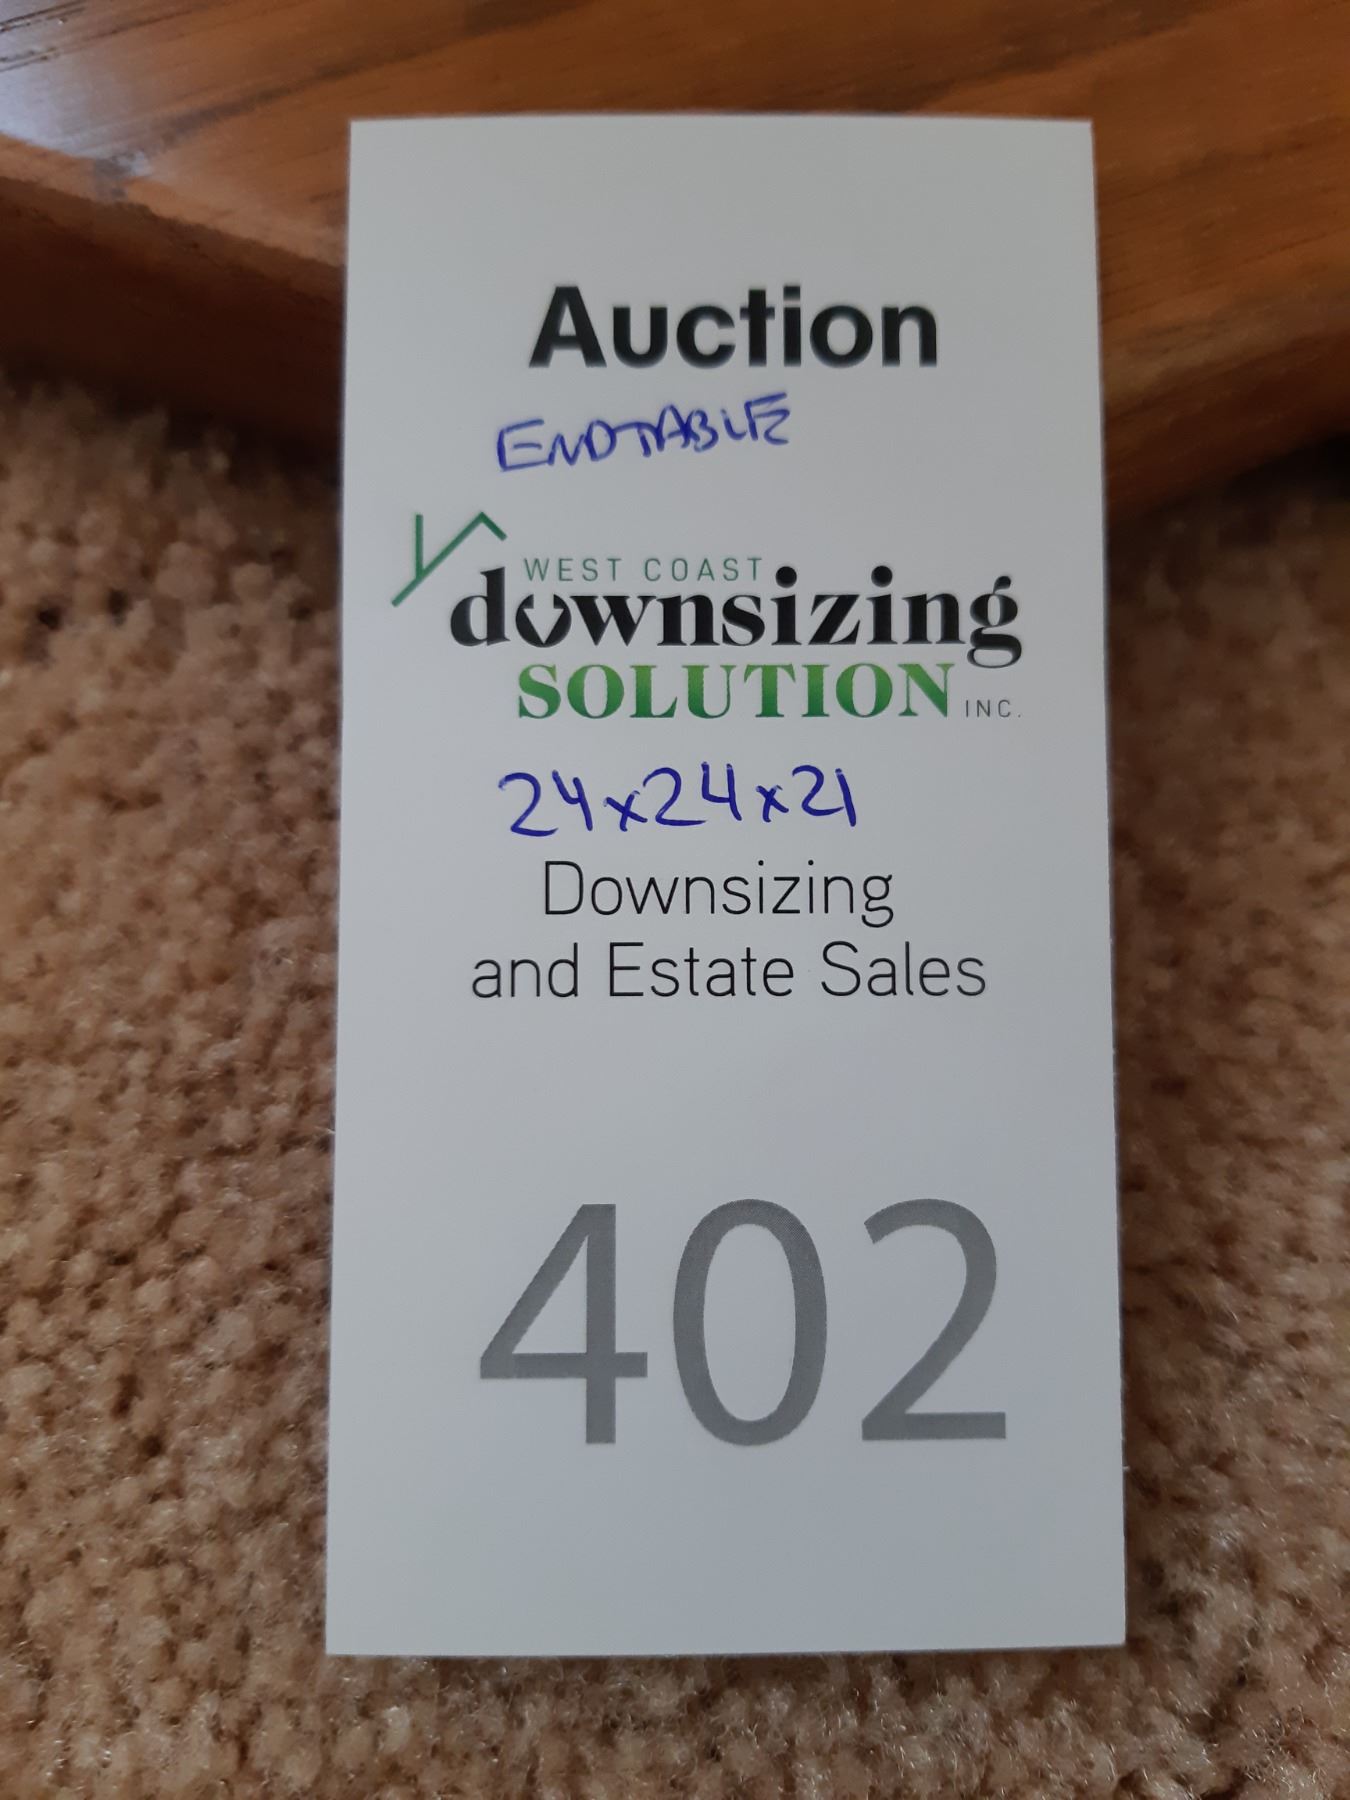 Auction
ENDTABLE
WEST COAST
downsizing
SOLUTION INC.
24x24x21
Downsizing
and Estate Sales
402